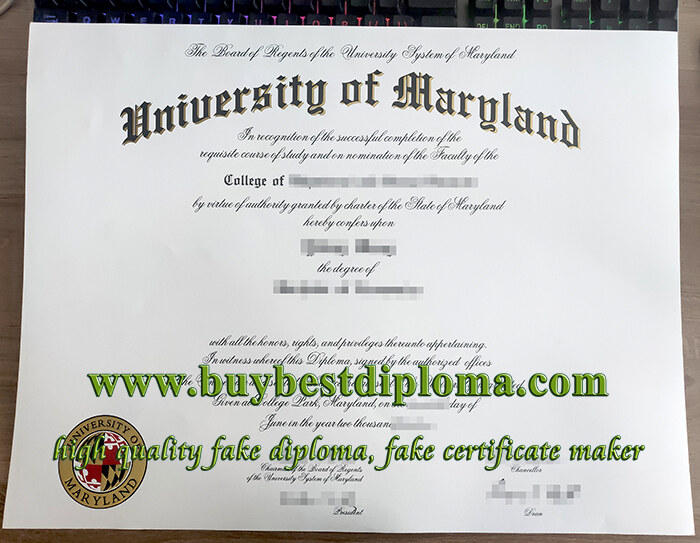 The Board of Regents of the University System of Maryland
University of Maryland
In recognition of the successful completion of the
requisite course of study and on nomination of the Faculty of the
College of
by virtue of authority granted by charter of the State of Maryland
hereby confers upon
the degree of
with all the honors, rights, and privileges thereunto appertaining.
In witness whereof this Diploma, signed by the authorized offices
www.buybestdiploma.com
Given at College Park, Maryland, on day of
June in the year two thousand
UNIVERSITY OF
MARYLAND
high quality fake diploma, fake certificate maker
Chairman of the Board of Regents
of the University System of Maryland
Chancellor
President
Dean